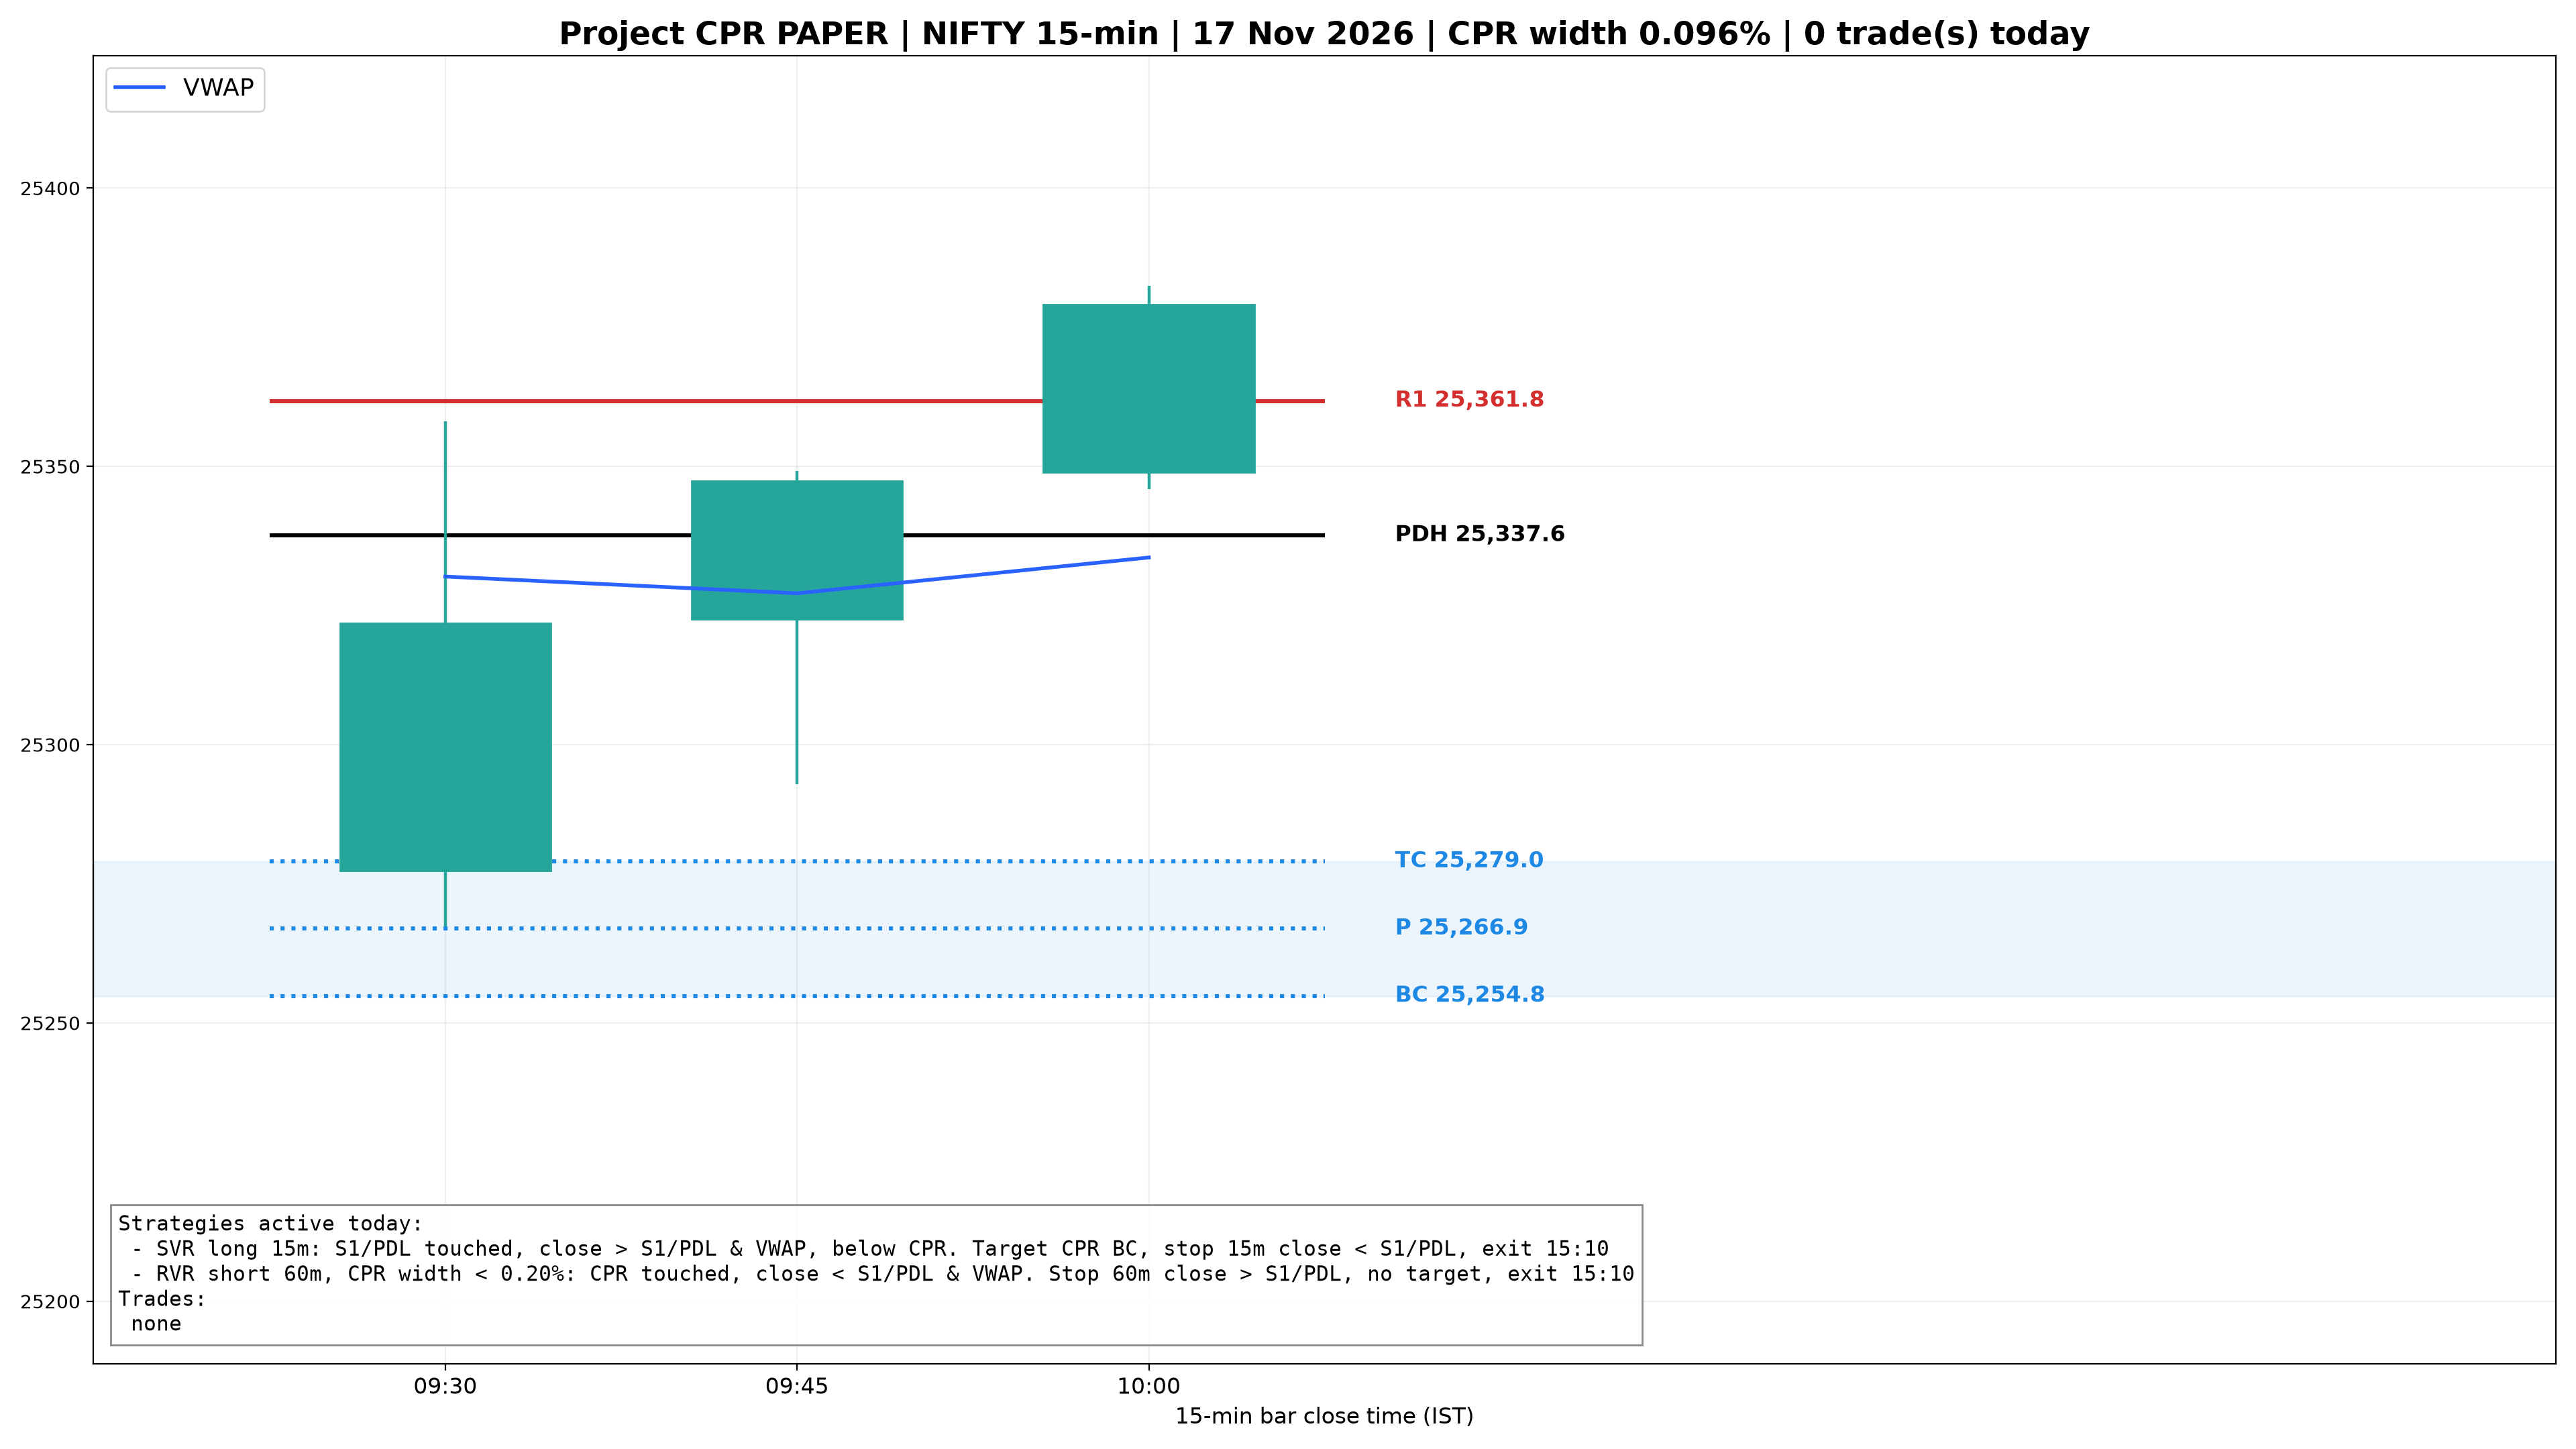 Project CPR PAPER | NIFTY 15-min | 17 Nov 2026 | CPR width 0.096% | 0 trade(s) today
VWAP
25400
R1 25,361.8
25350
PDH 25,337.6
25300
TC 25,279.0
P 25,266.9
BC 25,254.8
25250
Strategies active today:
- SVR long 15m: S1/PDL touched, close > S1/PDL & VWAP, below CPR. Target CPR BC, stop 15m close < S1/PDL, exit 15:10
- RVR short 60m, CPR width < 0.20%: CPR touched, close < S1/PDL & VWAP. Stop 60m close > S1/PDL, no target, exit 15:10
Trades:
none
25200
09:30 09:45 10:00
15-min bar close time (IST)